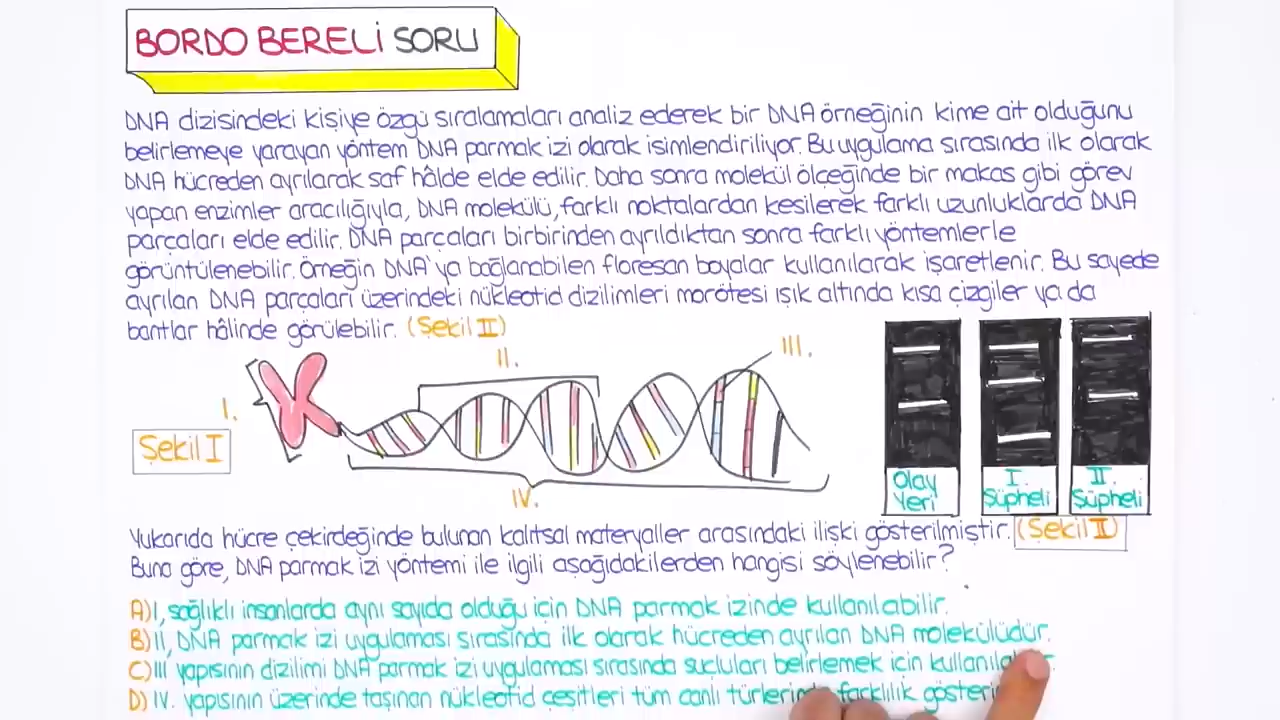 BORDO BERELİ SORU
DNA dizisindeki kişiye özgü sıralamaları analiz ederek bir DNA örneğinin kime ait olduğunu
belirlemeye yarayan yöntem DNA parmak izi olarak isimlendiriliyor. Bu uygulama sırasında ilk olarak
DNA hücreden ayrılarak saf hâlde elde edilir. Daha sonra molekül ölçeğinde bir makas gibi görev
yapan enzimler aracılığıyla, DNA molekülü, farklı noktalardan kesilerek farklı uzunluklarda DNA
parçaları elde edilir. DNA parçaları birbirinden ayrıldıktan sonra farklı yöntemlerle
görüntülenebilir. Örneğin DNA'ya bağlanabilen floresan boyalar kullanılarak işaretlenir. Bu sayede
ayrılan DNA parçaları üzerindeki nükleotid dizilimleri morötesi ışık altında kısa çizgiler ya da
bantlar hâlinde görülebilir. (Şekil II)
I.
II.
III.
IV.
Şekil I
Olay Yeri
I. Şüpheli
II. Şüpheli
Yukarıda hücre çekirdeğinde bulunan kalıtsal materyaller arasındaki ilişki gösterilmiştir. (Şekil II)
Buna göre, DNA parmak izi yöntemi ile ilgili aşağıdakilerden hangisi söylenebilir?
A) I, sağlıklı insanlarda aynı sayıda olduğu için DNA parmak izinde kullanılabilir.
B) II, DNA parmak izi uygulaması sırasında ilk olarak hücreden ayrılan DNA molekülüdür.
C) III yapısının dizilimi DNA parmak izi uygulaması sırasında suçluları belirlemek için
D) IV. yapısının üzerinde taşınan nükleotid çeşitleri tüm canlı farklılık